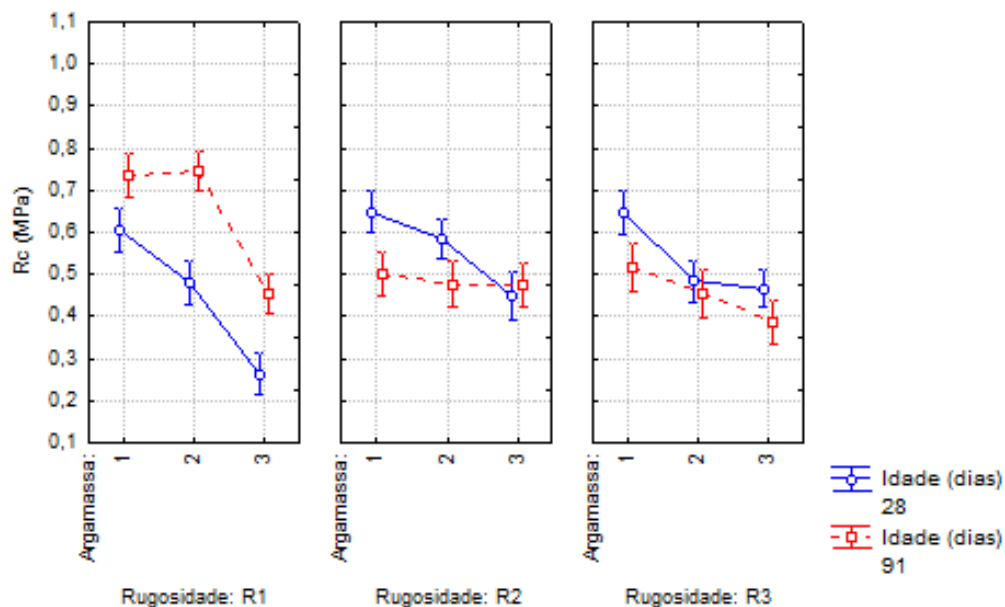 Rc (MPa)
1,1
1,0
0,9
0,8
0,7
0,6
0,5
0,4
0,3
0,2
0,1
Argamassa: 1 2 3
Rugosidade: R1
Argamassa: 1 2 3
Rugosidade: R2
Argamassa: 1 2 3
Rugosidade: R3
Idade (dias)
28
Idade (dias)
91